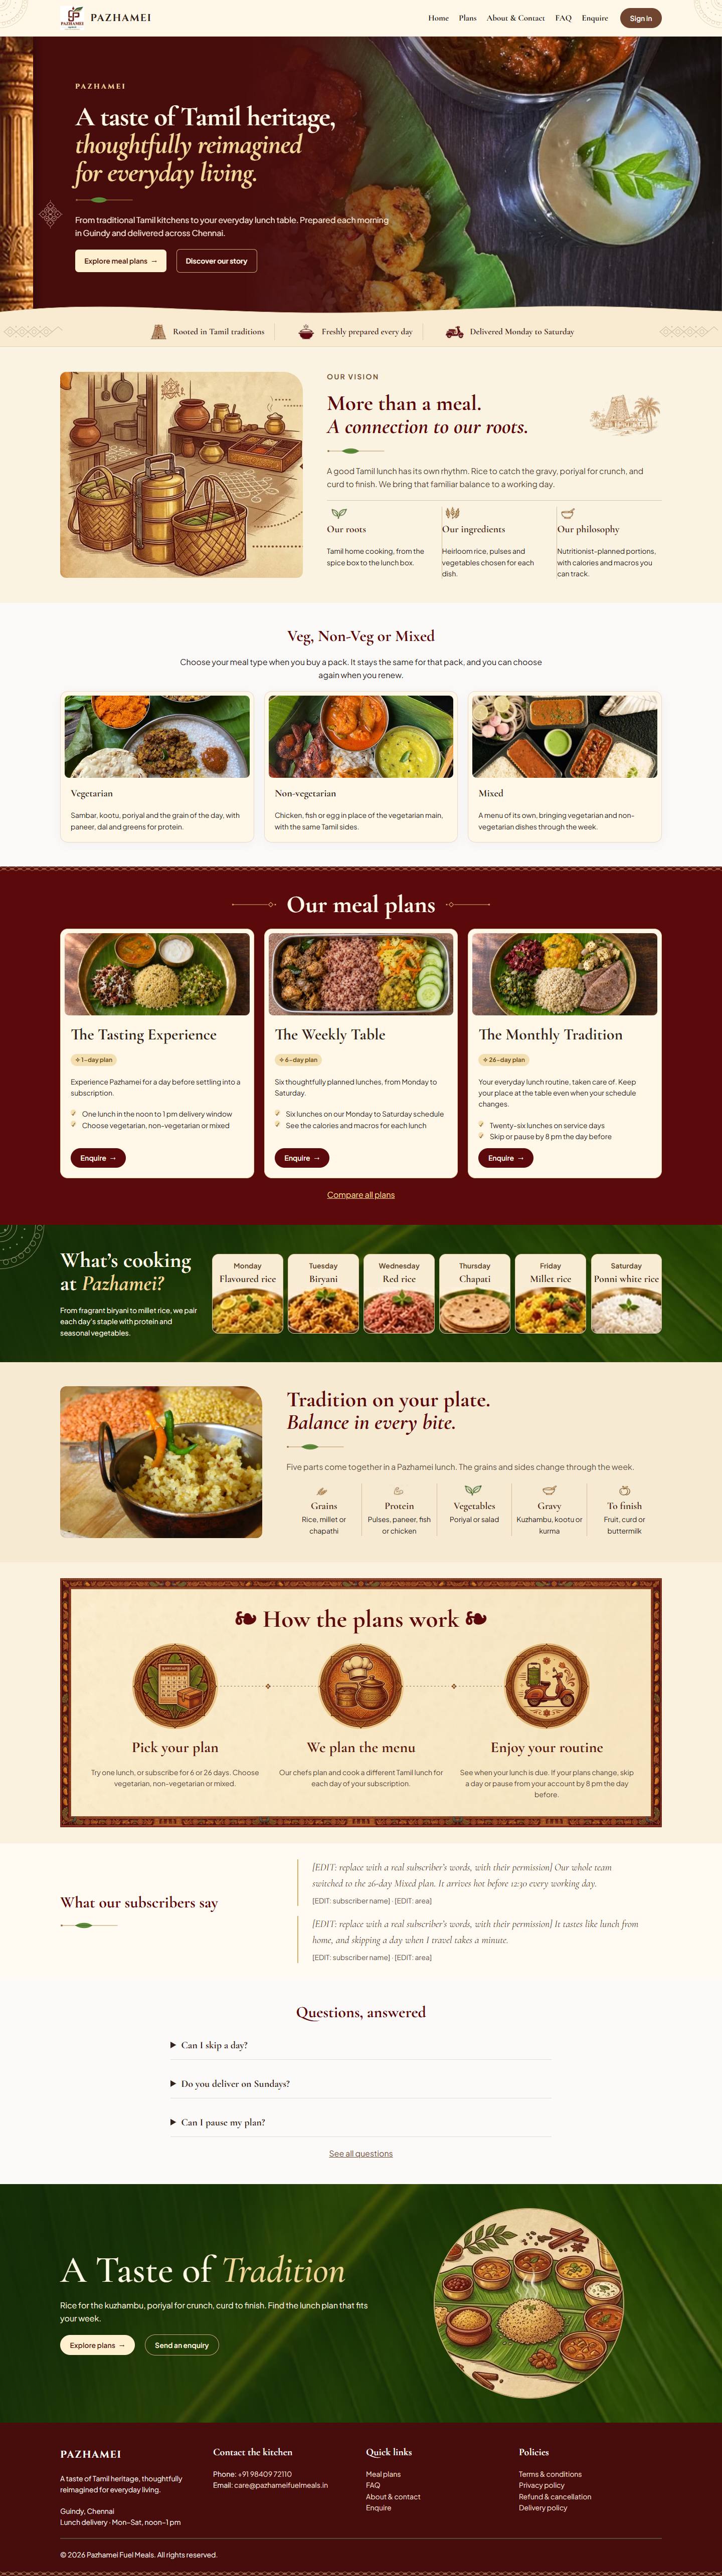 PAZHAMEI
Home Plans About & Contact FAQ Enquire Sign in
PAZHAMEI
A taste of Tamil heritage,
thoughtfully reimagined
for everyday living.
From traditional Tamil kitchens to your everyday lunch table. Prepared each morning
in Guindy and delivered across Chennai.
Explore meal plans →
Discover our story
Rooted in Tamil traditions
Freshly prepared every day
Delivered Monday to Saturday
OUR VISION
More than a meal.
A connection to our roots.
A good Tamil lunch has its own rhythm. Rice to catch the gravy, poriyal for crunch, and
curd to finish. We bring that familiar balance to a working day.
Our roots
Tamil home cooking, from the
spice box to the lunch box.
Our ingredients
Heirloom rice, pulses and
vegetables chosen for each
dish.
Our philosophy
Nutritionist-planned portions,
with calories and macros you
can track.
Veg, Non-Veg or Mixed
Choose your meal type when you buy a pack. It stays the same for that pack, and you can choose
again when you renew.
Vegetarian
Sambar, kootu, poriyal and the grain of the day, with
paneer, dal and greens for protein.
Non-vegetarian
Chicken, fish or egg in place of the vegetarian main,
with the same Tamil sides.
Mixed
A menu of its own, bringing vegetarian and non-
vegetarian dishes through the week.
Our meal plans
The Tasting Experience
1-day plan
Experience Pazhamei for a day before settling into a
subscription.
One lunch in the noon to 1 pm delivery window
Choose vegetarian, non-vegetarian or mixed
Enquire →
The Weekly Table
6-day plan
Six thoughtfully planned lunches, from Monday to
Saturday.
Six lunches on our Monday to Saturday schedule
See the calories and macros for each lunch
Enquire →
The Monthly Tradition
26-day plan
Your everyday lunch routine, taken care of. Keep
your place at the table even when your schedule
changes.
Twenty-six lunches on service days
Skip or pause by 8 pm the day before
Enquire →
Compare all plans
What's cooking
at Pazhamei?
From fragrant biryani to millet rice, we pair
each day's staple with protein and
seasonal vegetables.
Monday
Flavoured rice
Tuesday
Biryani
Wednesday
Red rice
Thursday
Chapati
Friday
Millet rice
Saturday
Ponni white rice
Tradition on your plate.
Balance in every bite.
Five parts come together in a Pazhamei lunch. The grains and sides change through the week.
Grains
Rice, millet or
chapathi
Protein
Pulses, paneer, fish
or chicken
Vegetables
Poriyal or salad
Gravy
Kuzhambu, kootu or
kurma
To finish
Fruit, curd or
buttermilk
How the plans work
Pick your plan
Try one lunch, or subscribe for 6 or 26 days. Choose
vegetarian, non-vegetarian or mixed.
We plan the menu
Our chefs plan and cook a different Tamil lunch for
each day of your subscription.
Enjoy your routine
See when your lunch is due. If your plans change, skip
a day or pause from your account by 8 pm the day
before.
What our subscribers say
[EDIT: replace with a real subscriber's words, with their permission] Our whole team
switched to the 26-day Mixed plan. It arrives hot before 12:30 every working day.
[EDIT: subscriber name] · [EDIT: area]
[EDIT: replace with a real subscriber's words, with their permission] It tastes like lunch from
home, and skipping a day when I travel takes a minute.
[EDIT: subscriber name] · [EDIT: area]
Questions, answered
Can I skip a day?
Do you deliver on Sundays?
Can I pause my plan?
See all questions
A Taste of Tradition
Rice for the kuzhambu, poriyal for crunch, curd to finish. Find the lunch plan that fits
your week.
Explore plans →
Send an enquiry
PAZHAMEI
A taste of Tamil heritage, thoughtfully
reimagined for everyday living.
Guindy, Chennai
Lunch delivery · Mon–Sat, noon–1 pm
Contact the kitchen
Phone: +91 98409 72110
Email: care@pazhameifuelmeals.in
Quick links
Meal plans
FAQ
About & contact
Enquire
Policies
Terms & conditions
Privacy policy
Refund & cancellation
Delivery policy
© 2026 Pazhamei Fuel Meals. All rights reserved.